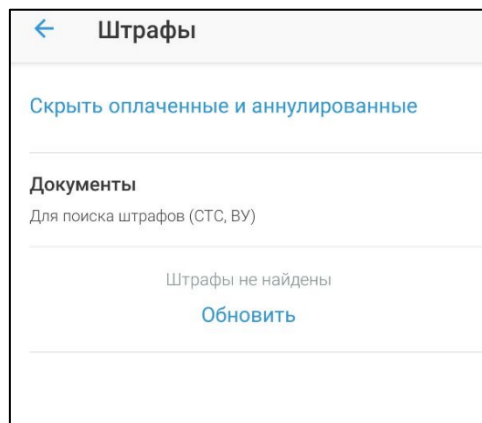 Штрафы
Скрыть оплаченные и аннулированные
Документы
Для поиска штрафов (СТС, ВУ)
Штрафы не найдены
Обновить